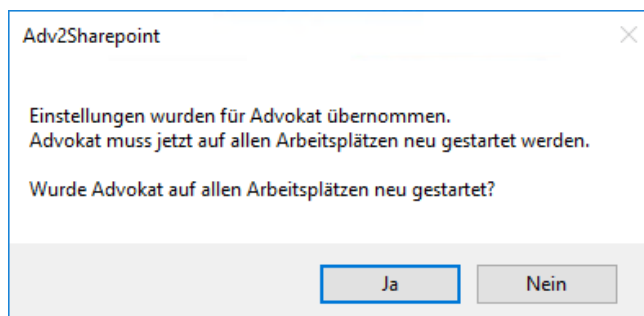 Adv2Sharepoint
Einstellungen wurden für Advokat übernommen.
Advokat muss jetzt auf allen Arbeitsplätzen neu gestartet werden.
Wurde Advokat auf allen Arbeitsplätzen neu gestartet?
Ja
Nein